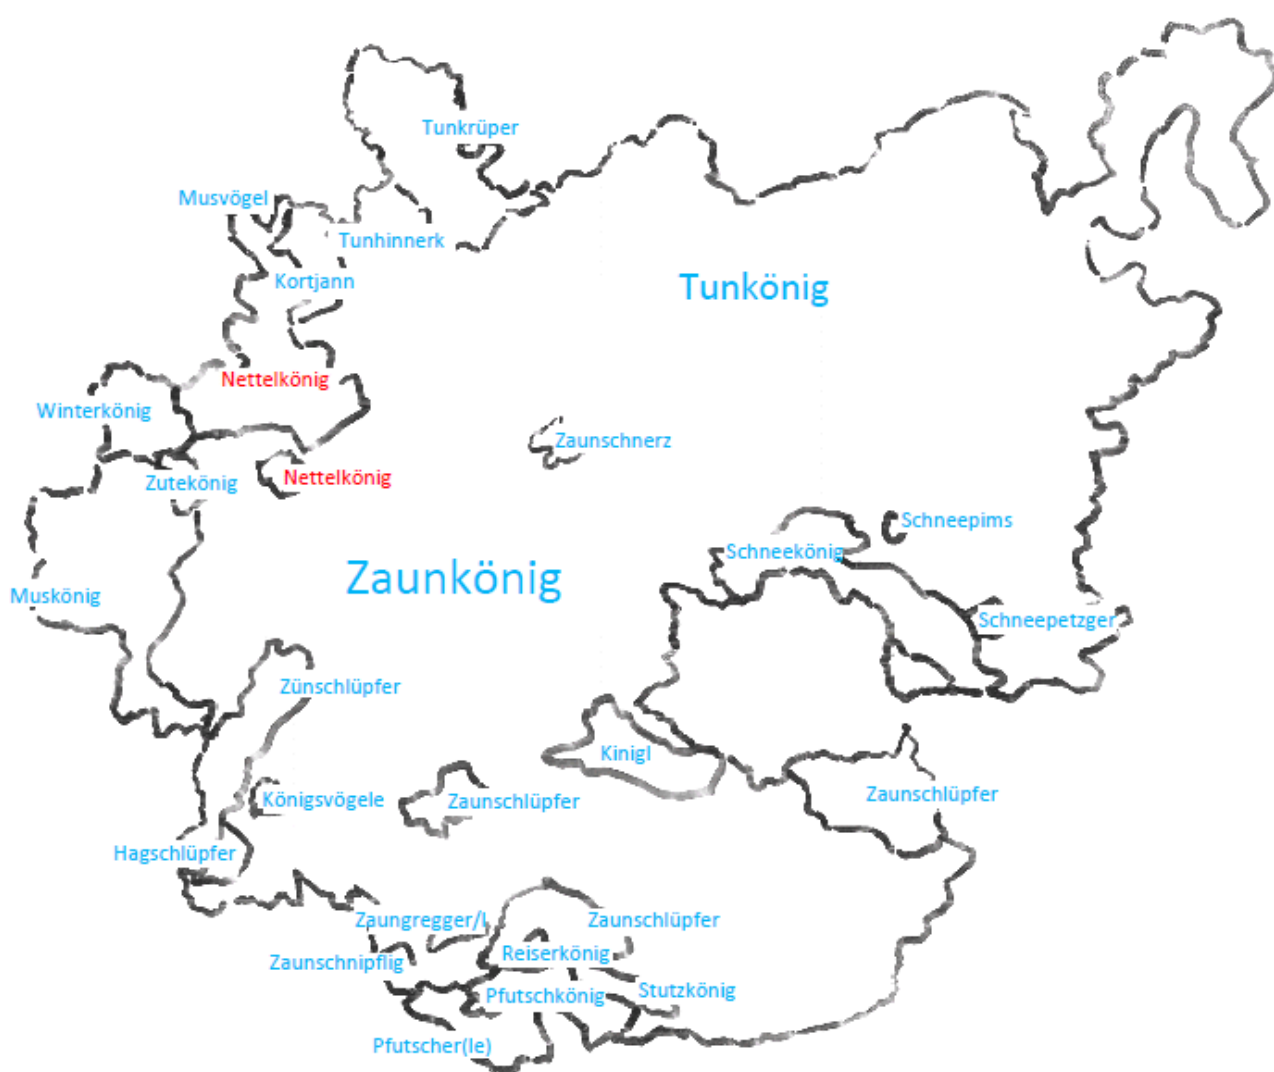 Tunkrüper
Musvögel
Tunhinnerk
Kortjann
Tunkönig
Nettelkönig
Winterkönig
Zaunschnerz
Zutekönig
Nettelkönig
Schneepims
Schneekönig
Zaunkönig
Muskönig
Schneepetzger
Zünschlüpfer
Kinigl
Königsvögele
Zaunschlüpfer
Zaunschlüpfer
Hagschlüpfer
Zaungregger/l
Zaunschlüpfer
Zaunschnipflig
Reiserkönig
Pfutschkönig
Stutzkönig
Pfutscher(le)